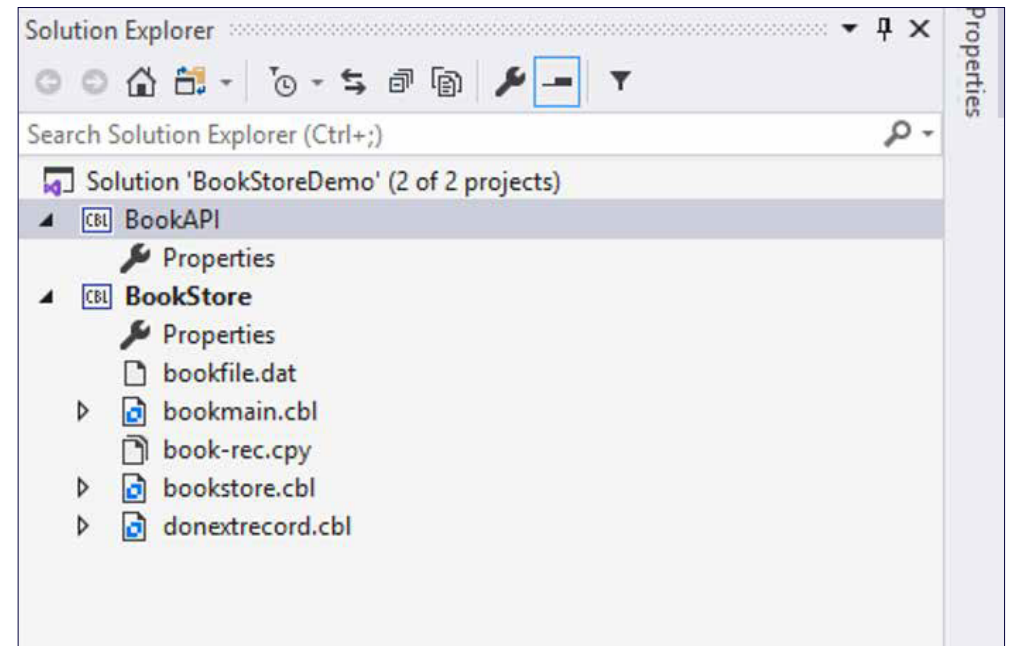 Solution Explorer
Properties
Search Solution Explorer (Ctrl+;)
Solution 'BookStoreDemo' (2 of 2 projects)
CBL BookAPI
Properties
CBL BookStore
Properties
bookfile.dat
bookmain.cbl
book-rec.cpy
bookstore.cbl
donextrecord.cbl